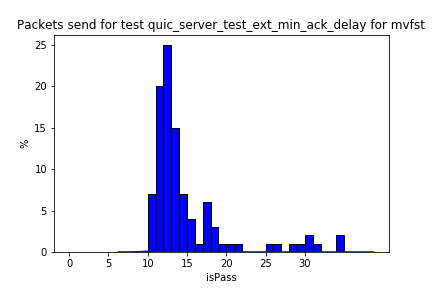 Packets send for test quic_server_test_ext_min_ack_delay for mvfst
25
20
15
10
5
0
%
0 5 10 15 20 25 30
isPass